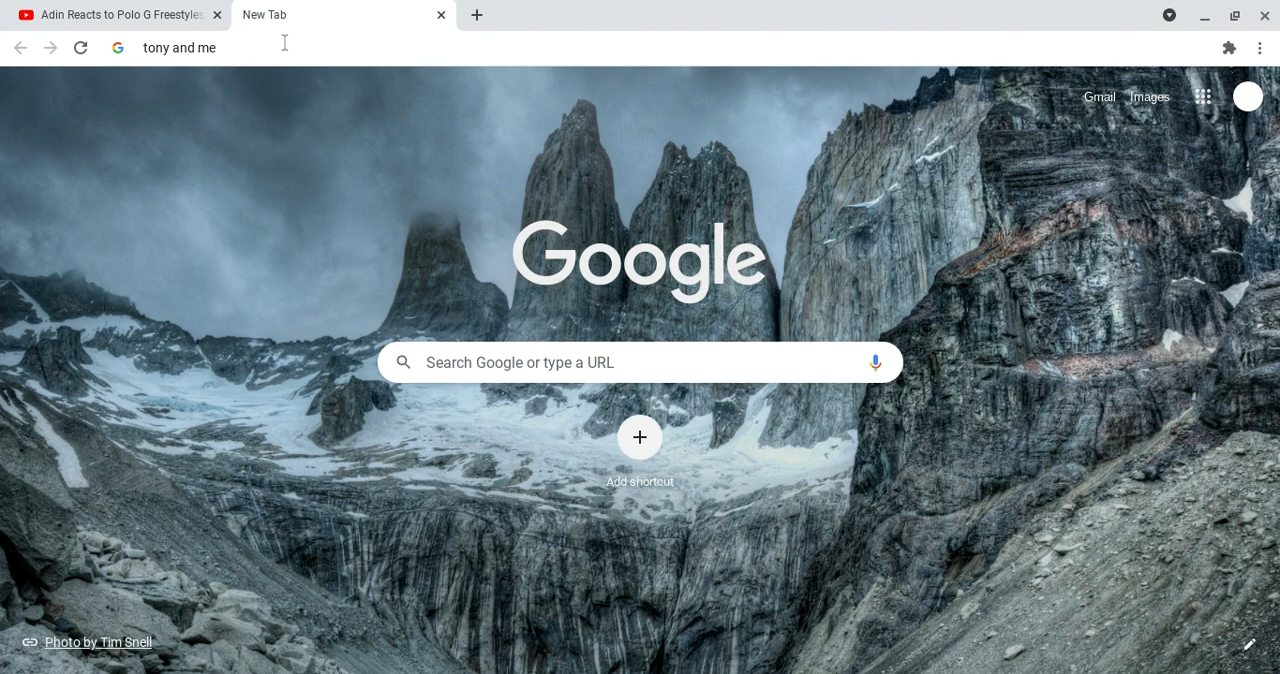 Adin Reacts to Polo G Freestyles
New Tab
tony and me
Gmail
Images
Google
Search Google or type a URL
Add shortcut
Photo by Tim Snell